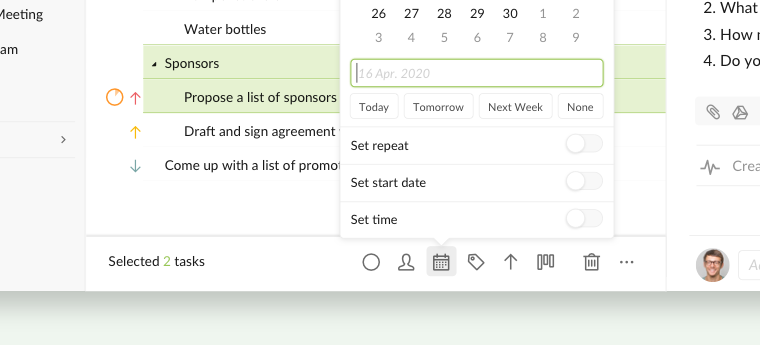 Meeting
am
Water bottles
Sponsors
Propose a list of sponsors
Draft and sign agreement
Come up with a list of promo
Selected 2 tasks
26 27 28 29 30 1 2
3 4 5 6 7 8 9
16 Apr. 2020
Today Tomorrow Next Week None
Set repeat
Set start date
Set time
2. What
3. How
4. Do yo
Crea
Ad